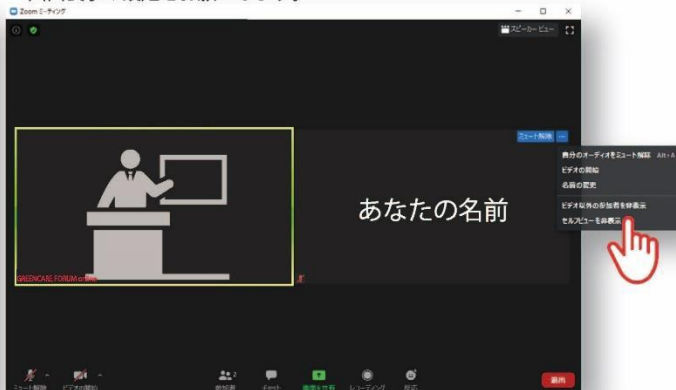 Zoom ミーティング
スピーカー ビュー
ミュート解除 ...
自分のオーディオをミュート解除 Alt+A
ビデオの開始
名前の変更
ビデオ以外の参加者を非表示
セルフビューを非表示
あなたの名前
GREENCARE FORUM
ミュート解除
ビデオの開始
2
参加者
画面を共有
レコーディング
反応
退出